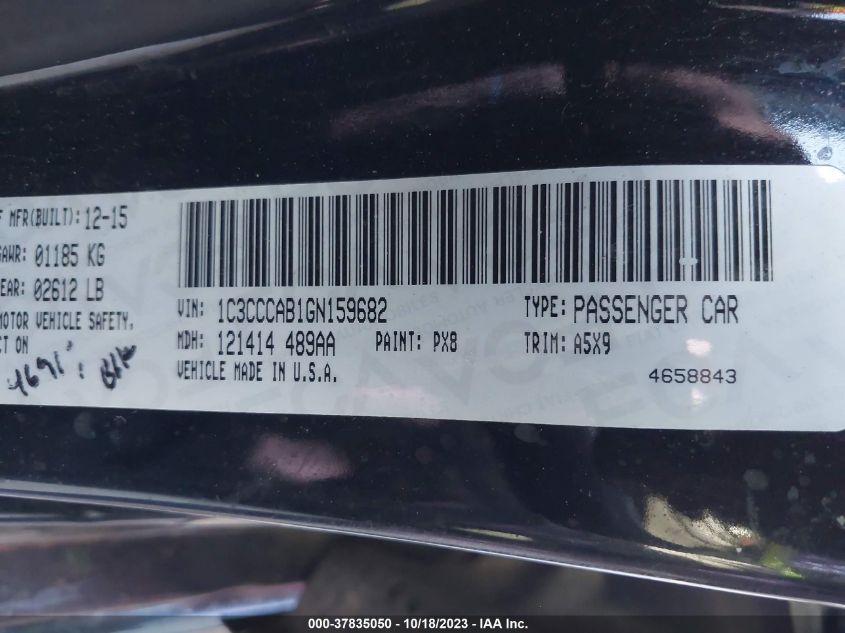 F MFR(BUILT): 12-15
GAWR: 01185 KG
EAR: 02612 LB
MOTOR VEHICLE SAFETY.
CT ON
4691
VIN: 1C3CCCAB1GN159682 TYPE: PASSENGER CAR
MDH: 121414 489AA PAINT: PX8 TRIM: A5X9
VEHICLE MADE IN U.S.A. 4658843
000-37835050 - 10/18/2023 - IAA Inc.